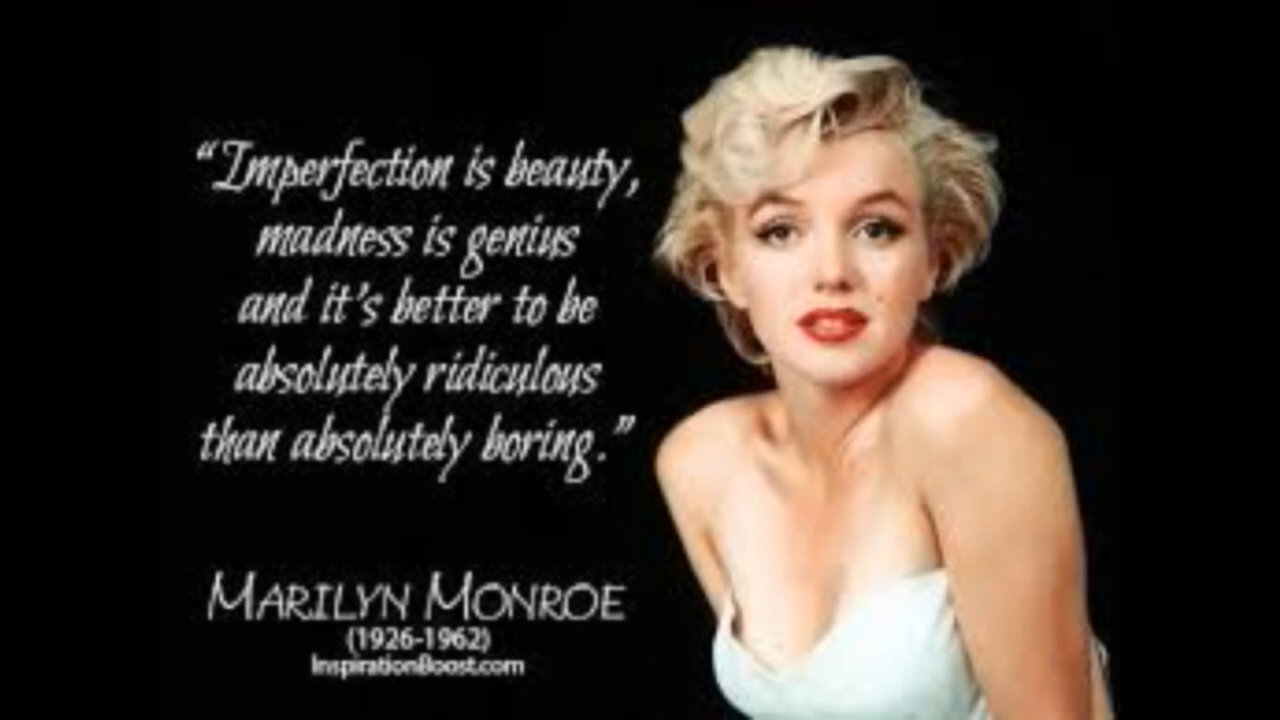 “Imperfection is beauty,
madness is genius
and it’s better to be
absolutely ridiculous
than absolutely boring.”
MARILYN MONROE
(1926-1962)
InspirationBoost.com